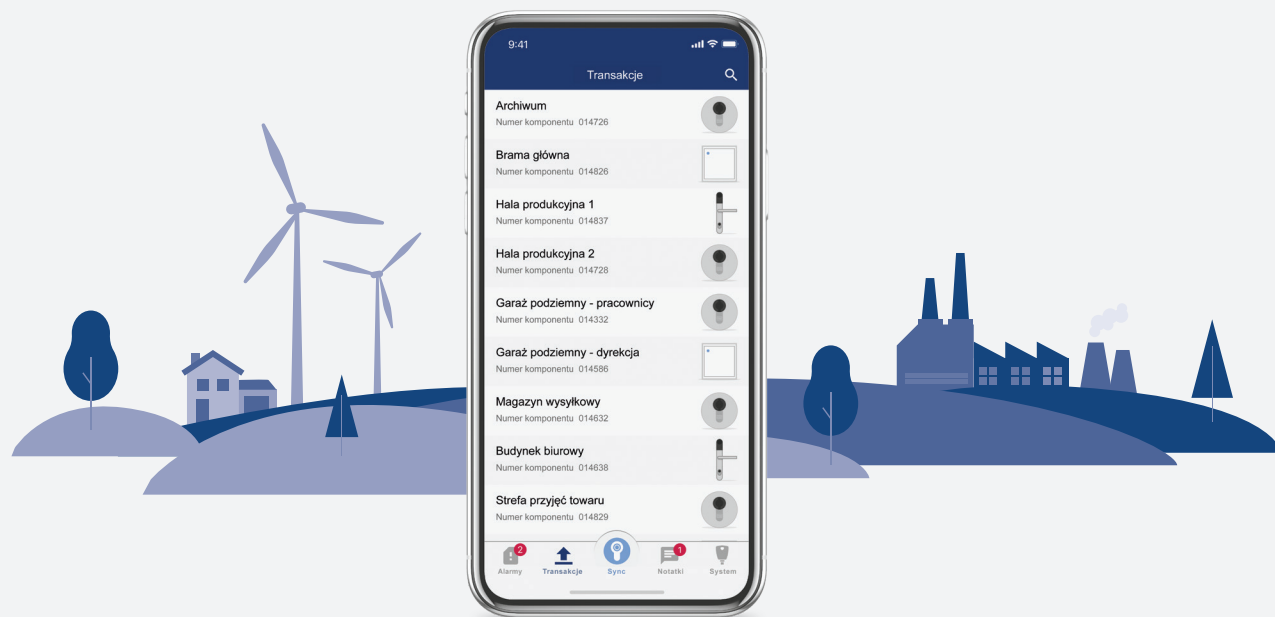 9:41
Transakcje
Archiwum
Numer komponentu 014726
Brama główna
Numer komponentu 014826
Hala produkcyjna 1
Numer komponentu 014837
Hala produkcyjna 2
Numer komponentu 014728
Garaż podziemny - pracownicy
Numer komponentu 014332
Garaż podziemny - dyrekcja
Numer komponentu 014586
Magazyn wysyłkowy
Numer komponentu 014632
Budynek biurowy
Numer komponentu 014638
Strefa przyjęć towaru
Numer komponentu 014829
2 1
Alarmy Transakcje Sync Notatki System